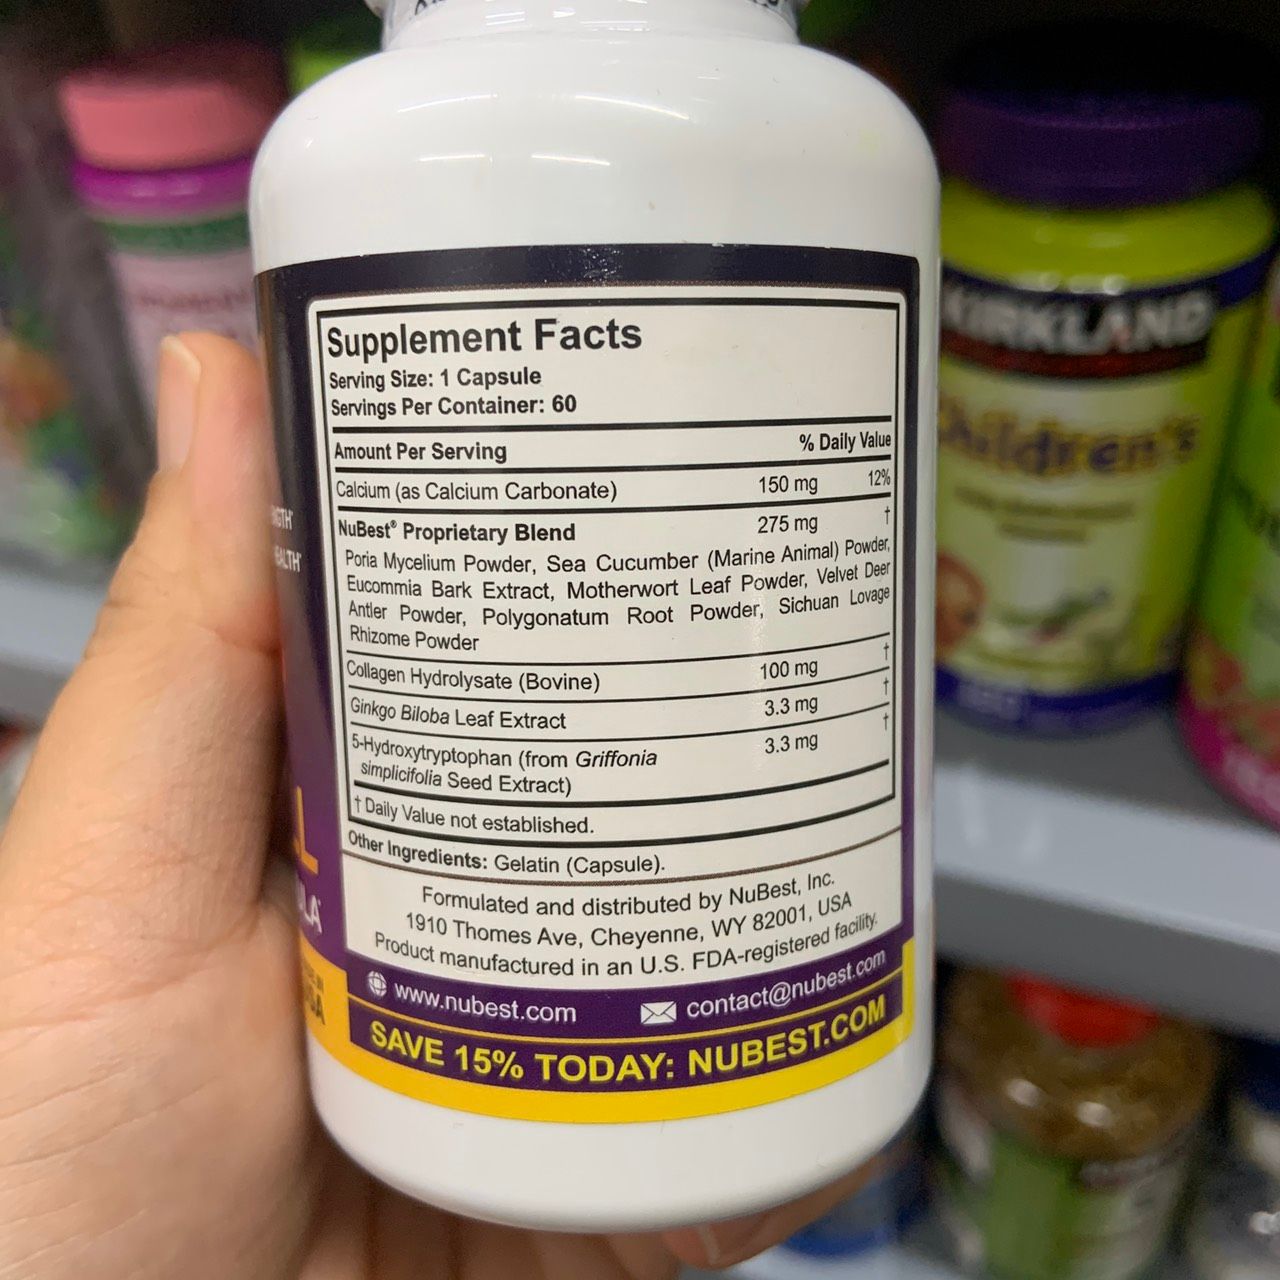 Supplement Facts
Serving Size: 1 Capsule
Servings Per Container: 60
Amount Per Serving % Daily Value
Calcium (as Calcium Carbonate) 150 mg 12%
NuBest® Proprietary Blend 275 mg †
Poria Mycelium Powder, Sea Cucumber (Marine Animal) Powder,
Eucommia Bark Extract, Motherwort Leaf Powder, Velvet Deer
Antler Powder, Polygonatum Root Powder, Sichuan Lovage
Rhizome Powder
Collagen Hydrolysate (Bovine) 100 mg †
Ginkgo Biloba Leaf Extract 3.3 mg †
5-Hydroxytryptophan (from Griffonia 3.3 mg †
simplicifolia Seed Extract)
† Daily Value not established.
Other Ingredients: Gelatin (Capsule).
Formulated and distributed by NuBest, Inc.
1910 Thomes Ave, Cheyenne, WY 82001, USA
Product manufactured in an U.S. FDA-registered facility.
www.nubest.com contact@nubest.com
SAVE 15% TODAY: NUBEST.COM
KIRKLAND
Children's